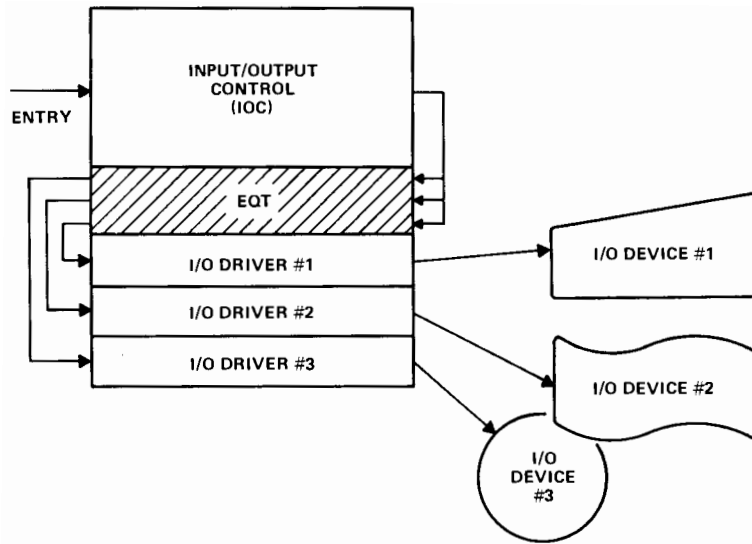 INPUT/OUTPUT
CONTROL
(IOC)
ENTRY
EQT
I/O DRIVER #1
I/O DEVICE #1
I/O DRIVER #2
I/O DRIVER #3
I/O DEVICE #2
I/O
DEVICE
#3